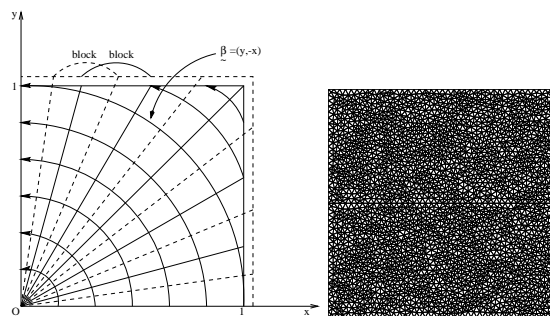 y
block block
β =(y,-x)
~
1
O 1 x